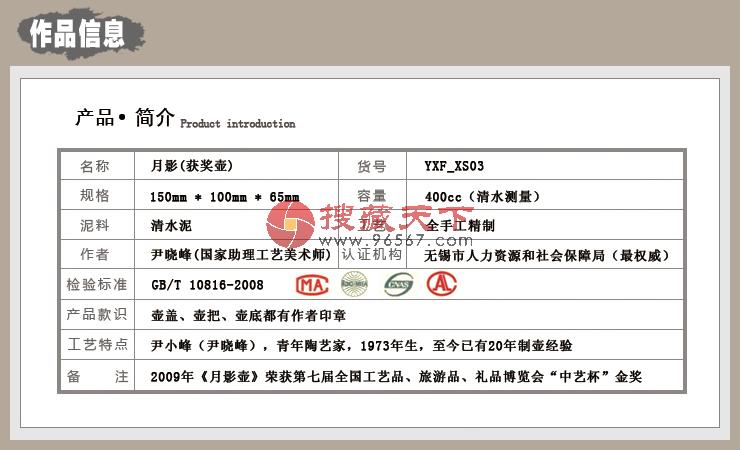 作品信息
产品•简介 Product introduction
名称 月影(获奖壶) 货号 YXF_XS03
规格 150mm * 100mm * 65mm 容量 400cc（清水测量）
泥料 清水泥 全手工精制
搜藏天下
www.96567.com
作者 尹晓峰(国家助理工艺美术师) 认证机构 无锡市人力资源和社会保障局（最权威）
检验标准 GB/T 10816-2008 MA CNAS AL
产品款识 壶盖、壶把、壶底都有作者印章
工艺特点 尹小峰（尹晓峰），青年陶艺家，1973年生，至今已有20年制壶经验
备 注 2009年《月影壶》荣获第七届全国工艺品、旅游品、礼品博览会“中艺杯”金奖